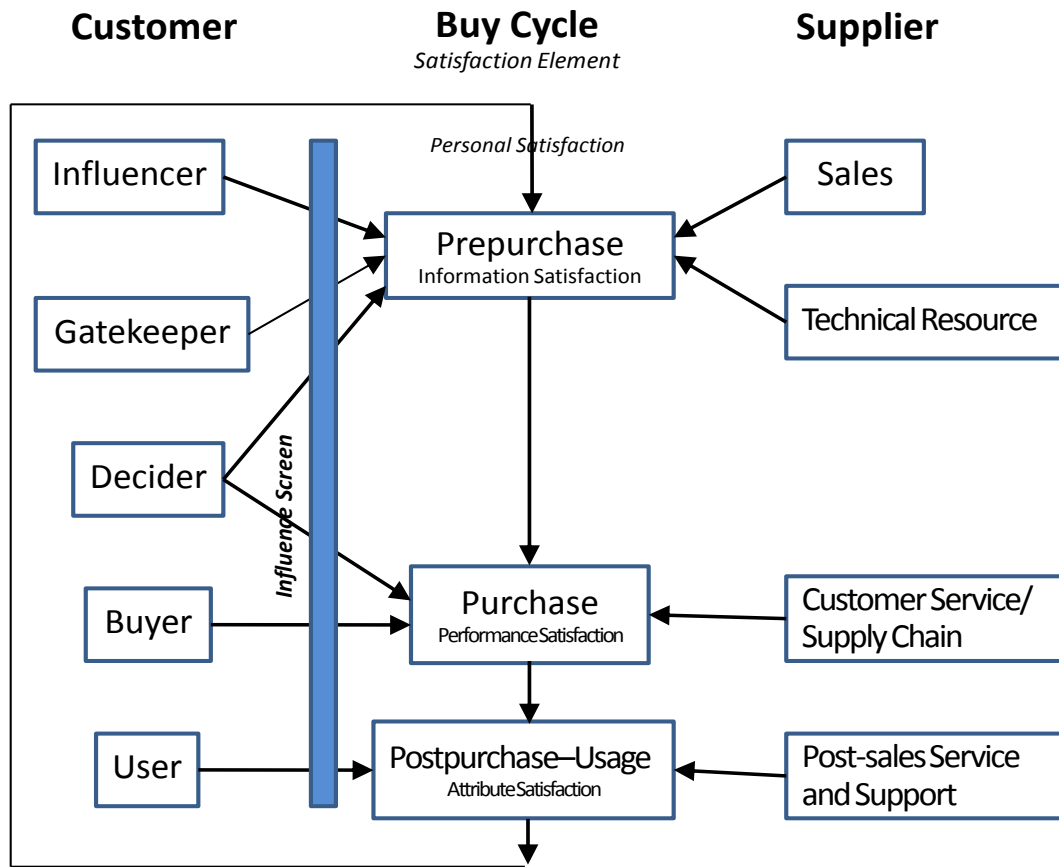 Customer
Buy Cycle
Supplier
Satisfaction Element
Personal Satisfaction
Influencer
Sales
Prepurchase
Information Satisfaction
Gatekeeper
Technical Resource
Decider
Influence Screen
Purchase
Performance Satisfaction
Buyer
Customer Service/
Supply Chain
User
Postpurchase–Usage
Attribute Satisfaction
Post-sales Service
and Support